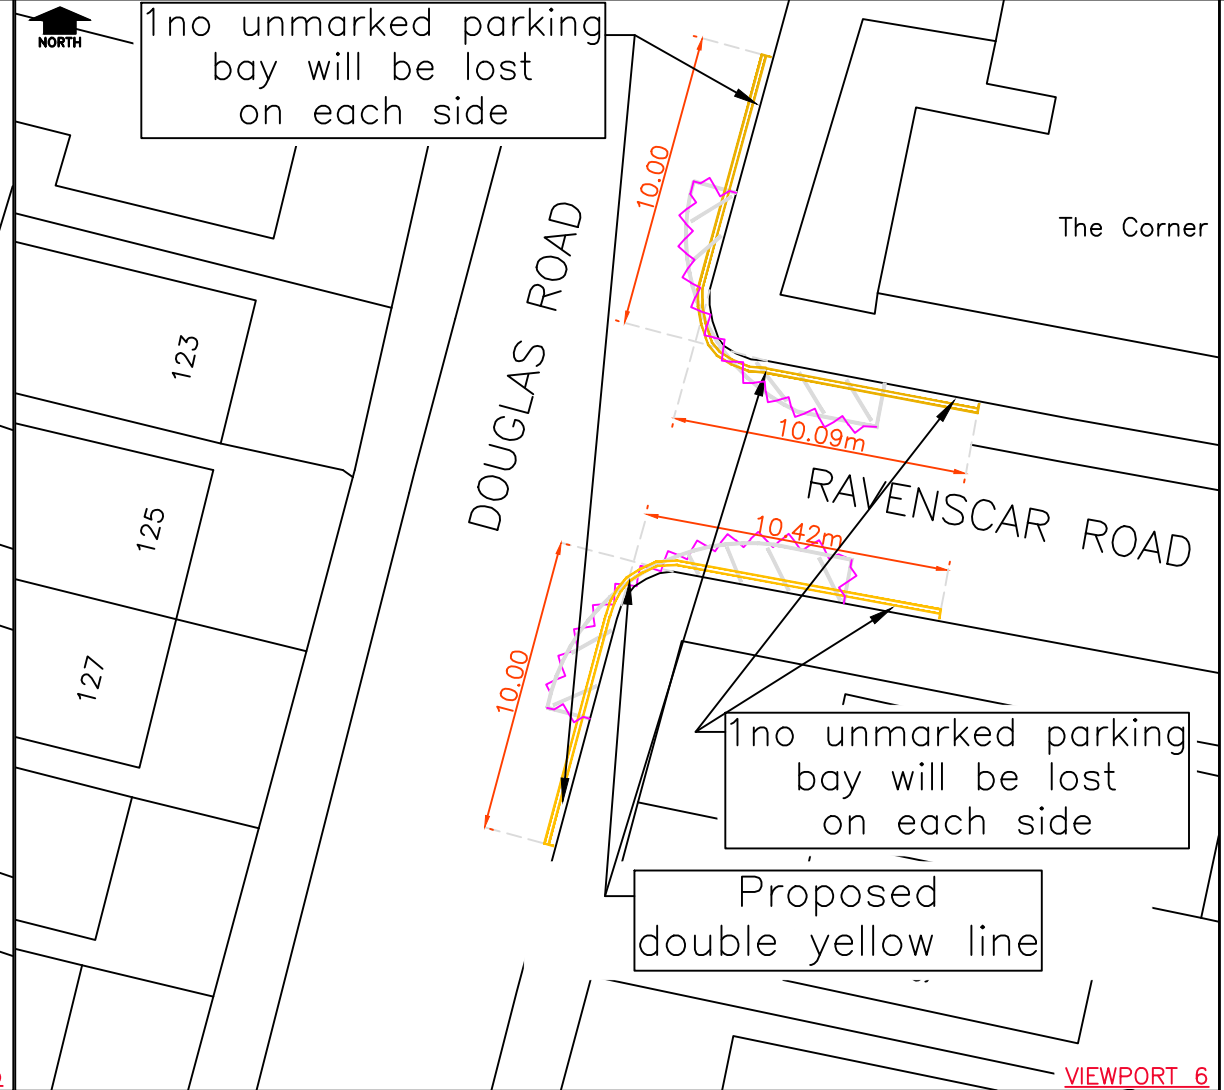 NORTH
1no unmarked parking
bay will be lost
on each side
10.00
The Corner
DOUGLAS ROAD
123
10.09m
RAVENSCAR ROAD
125
10.42m
10.00
127
1no unmarked parking
bay will be lost
on each side
Proposed
double yellow line
VIEWPORT 6